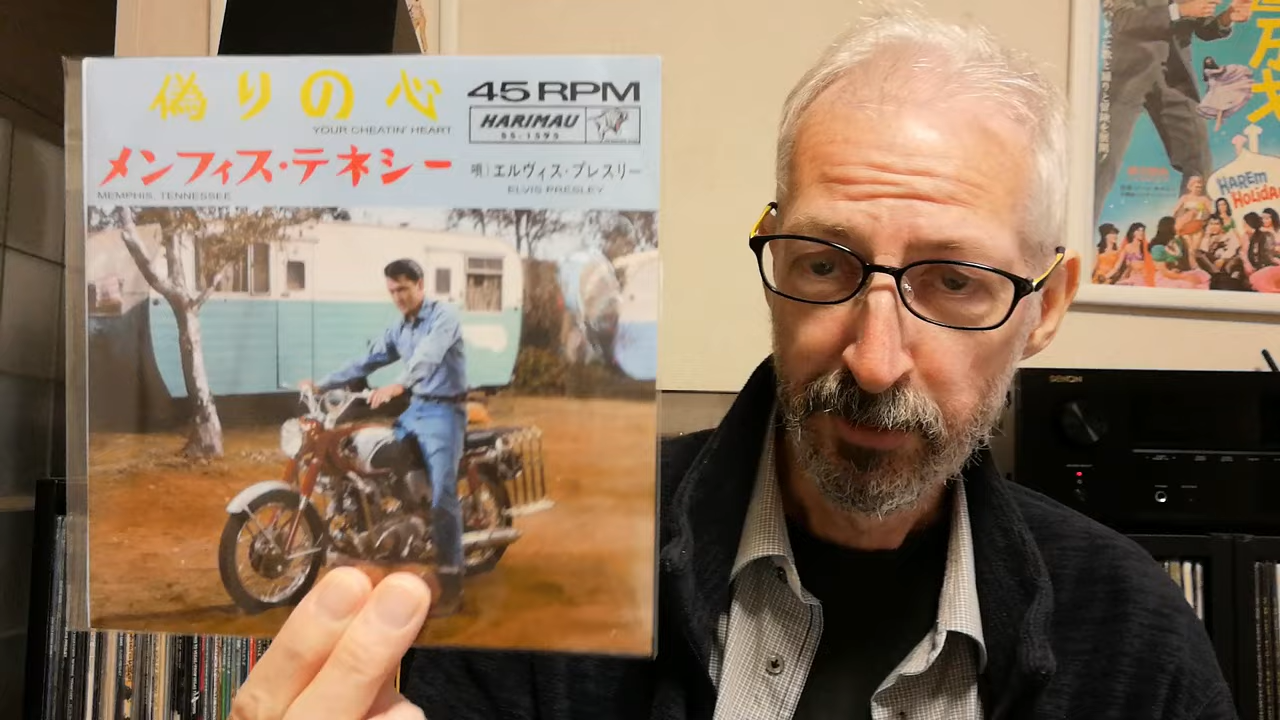 偽りの心
YOUR CHEATIN' HEART
メンフィス・テネシー
MEMPHIS, TENNESSEE
45 RPM
HARIMAU
SS-1595
唄)エルヴィス・プレスリー
ELVIS PRESLEY
HAREM
HOLIDAY
DENON